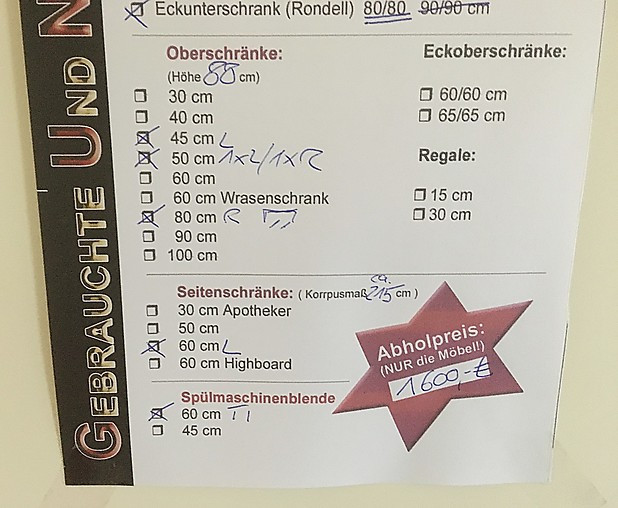 Eckunterschrank (Rondell) 80/80 90/90 cm
Oberschränke:
(Höhe 88 cm)
30 cm
40 cm
45 cm L
50 cm 1xL/1xR
60 cm
60 cm Wrasenschrank
80 cm R
90 cm
100 cm
Eckoberschränke:
60/60 cm
65/65 cm
Regale:
15 cm
30 cm
Seitenschränke: ( Korrpusmaß ca. 215 cm )
30 cm Apotheker
50 cm
60 cm L
60 cm Highboard
Spülmaschinenblende
60 cm
45 cm
Abholpreis:
(NUR die Möbel!)
1600,-€
GEBRAUCHTE UND N